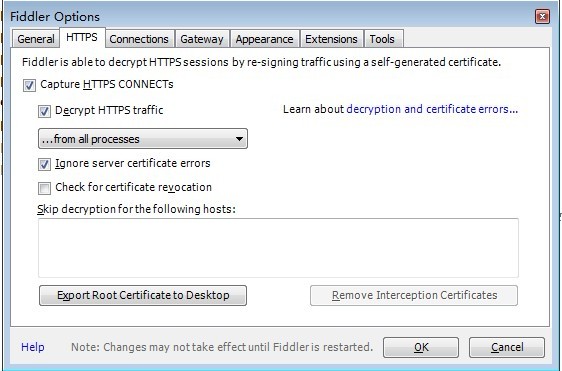 Fiddler Options
General HTTPS Connections Gateway Appearance Extensions Tools
Fiddler is able to decrypt HTTPS sessions by re-signing traffic using a self-generated certificate.
Capture HTTPS CONNECTs
Decrypt HTTPS traffic Learn about decryption and certificate errors...
...from all processes
Ignore server certificate errors
Check for certificate revocation
Skip decryption for the following hosts:
Export Root Certificate to Desktop Remove Interception Certificates
Help Note: Changes may not take effect until Fiddler is restarted. OK Cancel